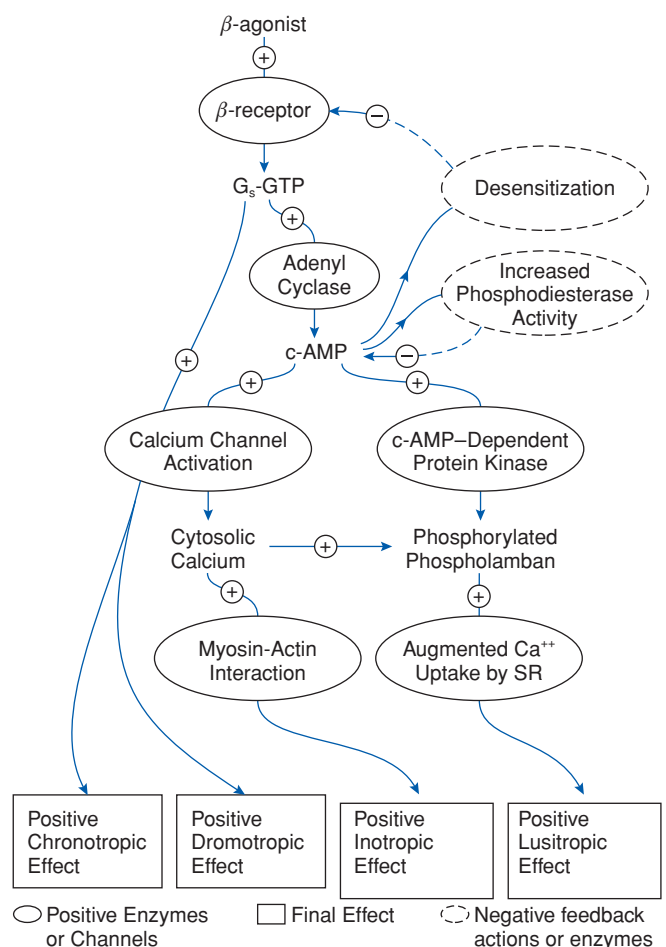 β-agonist
+
β-receptor
−
Gs-GTP
Desensitization
+
Adenyl
Cyclase
Increased
Phosphodiesterase
Activity
c-AMP
−
+
+
+
Calcium Channel
Activation
c-AMP–Dependent
Protein Kinase
Cytosolic
Calcium
+
Phosphorylated
Phospholamban
+
+
Myosin-Actin
Interaction
Augmented Ca++
Uptake by SR
Positive
Chronotropic
Effect
Positive
Dromotropic
Effect
Positive
Inotropic
Effect
Positive
Lusitropic
Effect
Positive Enzymes
or Channels
Final Effect
Negative feedback
actions or enzymes